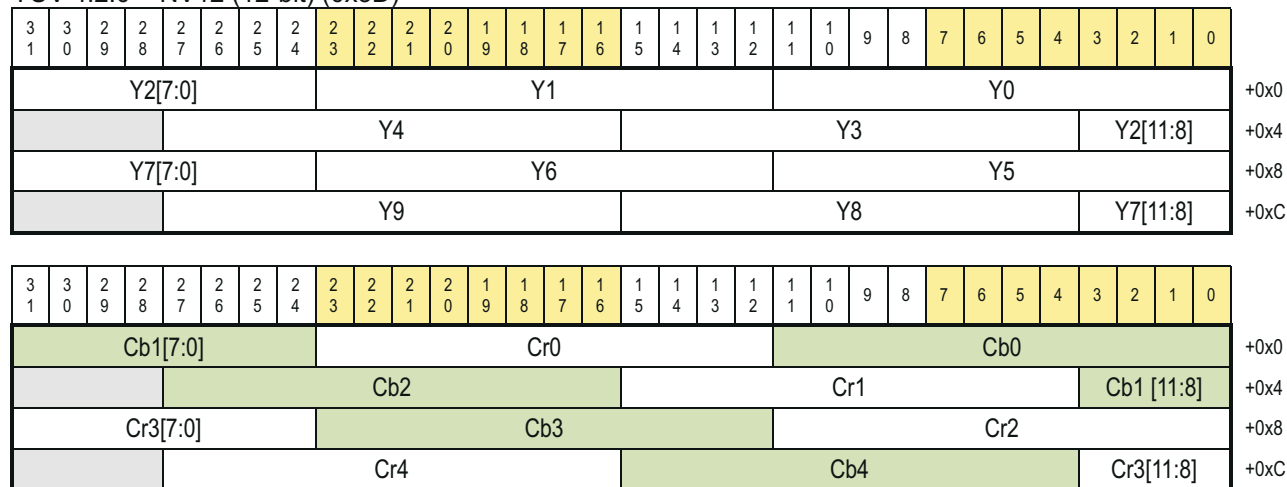 3 3 2 2 2 2 2 2 2 2 2 2 1 1 1 1 1 1 1 1 1 1 9 8 7 6 5 4 3 2 1 0
1 0 9 8 7 6 5 4 3 2 1 0 9 8 7 6 5 4 3 2 1 0
Y2[7:0] Y1 Y0 +0x0
Y4 Y3 Y2[11:8] +0x4
Y7[7:0] Y6 Y5 +0x8
Y9 Y8 Y7[11:8] +0xC
3 3 2 2 2 2 2 2 2 2 2 2 1 1 1 1 1 1 1 1 1 1 9 8 7 6 5 4 3 2 1 0
1 0 9 8 7 6 5 4 3 2 1 0 9 8 7 6 5 4 3 2 1 0
Cb1[7:0] Cr0 Cb0 +0x0
Cb2 Cr1 Cb1 [11:8] +0x4
Cr3[7:0] Cb3 Cr2 +0x8
Cr4 Cb4 Cr3[11:8] +0xC